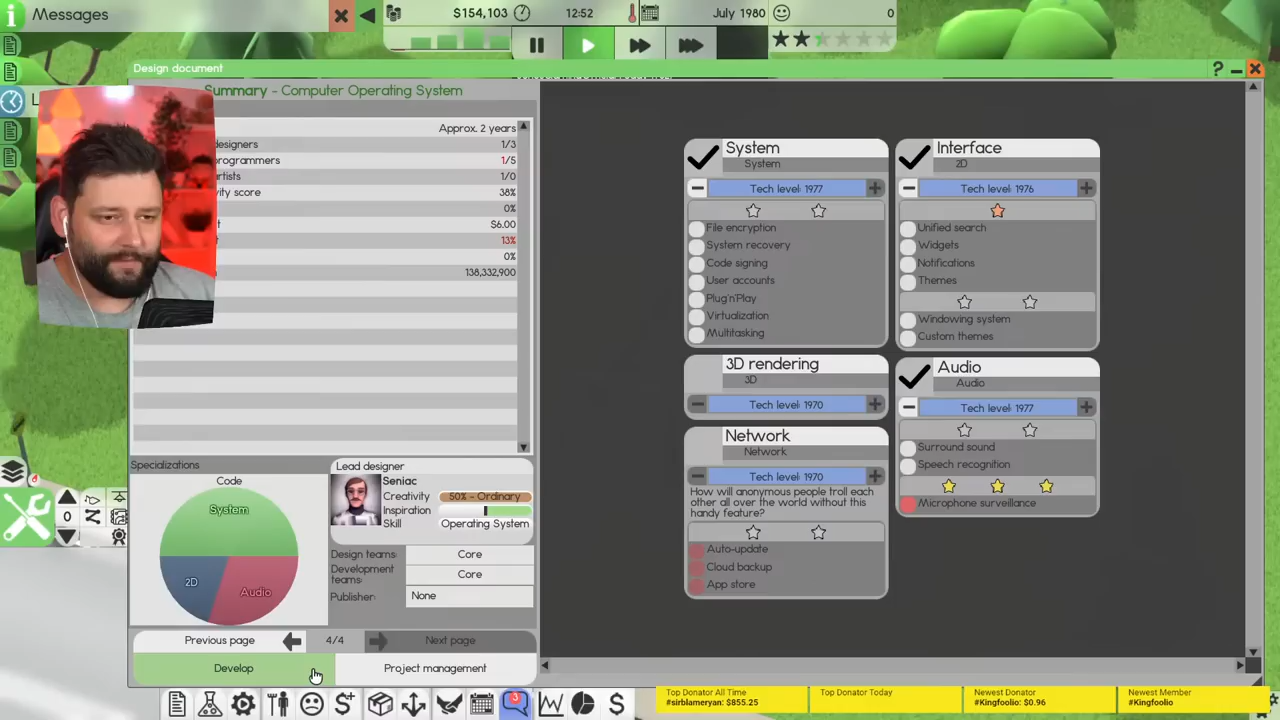 Messages
$154,103
12:52
July 1980
0
Design document
Summary - Computer Operating System
Approx. 2 years
designers
1/3
programmers
1/5
artists
1/0
ity score
38%
0%
$6.00
13%
0%
138,332,900
Specializations
Code
System
2D
Audio
Lead designer
Seniac
Creativity
50% - Ordinary
Inspiration
Skill
Operating System
Design teams:
Core
Development teams:
Core
Publisher:
None
Previous page
4/4
Next page
Develop
Project management
System
System
Tech level: 1977
File encryption
System recovery
Code signing
User accounts
Plug'n'Play
Virtualization
Multitasking
Interface
2D
Tech level: 1976
Unified search
Widgets
Notifications
Themes
Windowing system
Custom themes
3D rendering
3D
Tech level: 1970
Audio
Audio
Tech level: 1977
Surround sound
Speech recognition
Microphone surveillance
Network
Network
Tech level: 1970
How will anonymous people troll each
other all over the world without this
handy feature?
Auto-update
Cloud backup
App store
0
3
Top Donator All Time
#sirblameryan: $855.25
Top Donator Today
Newest Donator
#Kingfoolio: $0.96
Newest Member
#Kingfoolio